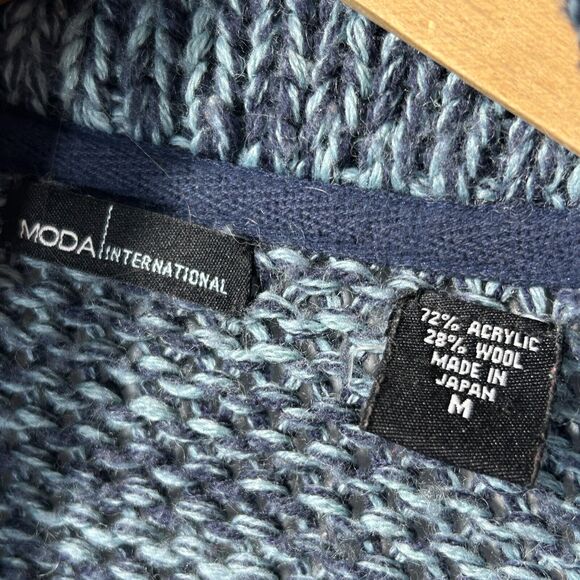 MODA INTERNATIONAL
72% ACRYLIC
28% WOOL
MADE IN
JAPAN
M